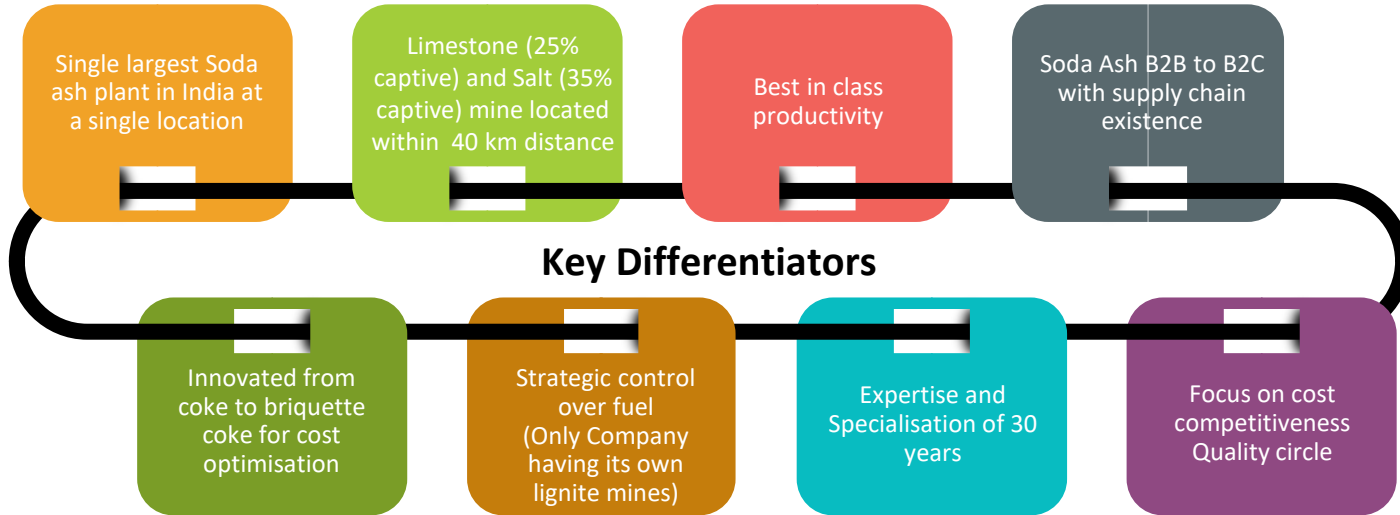 Single largest Soda
ash plant in India at
a single location
Limestone (25%
captive) and Salt (35%
captive) mine located
within 40 km distance
Best in class
productivity
Soda Ash B2B to B2C
with supply chain
existence
Key Differentiators
Innovated from
coke to briquette
coke for cost
optimisation
Strategic control
over fuel
(Only Company
having its own
lignite mines)
Expertise and
Specialisation of 30
years
Focus on cost
competitiveness
Quality circle